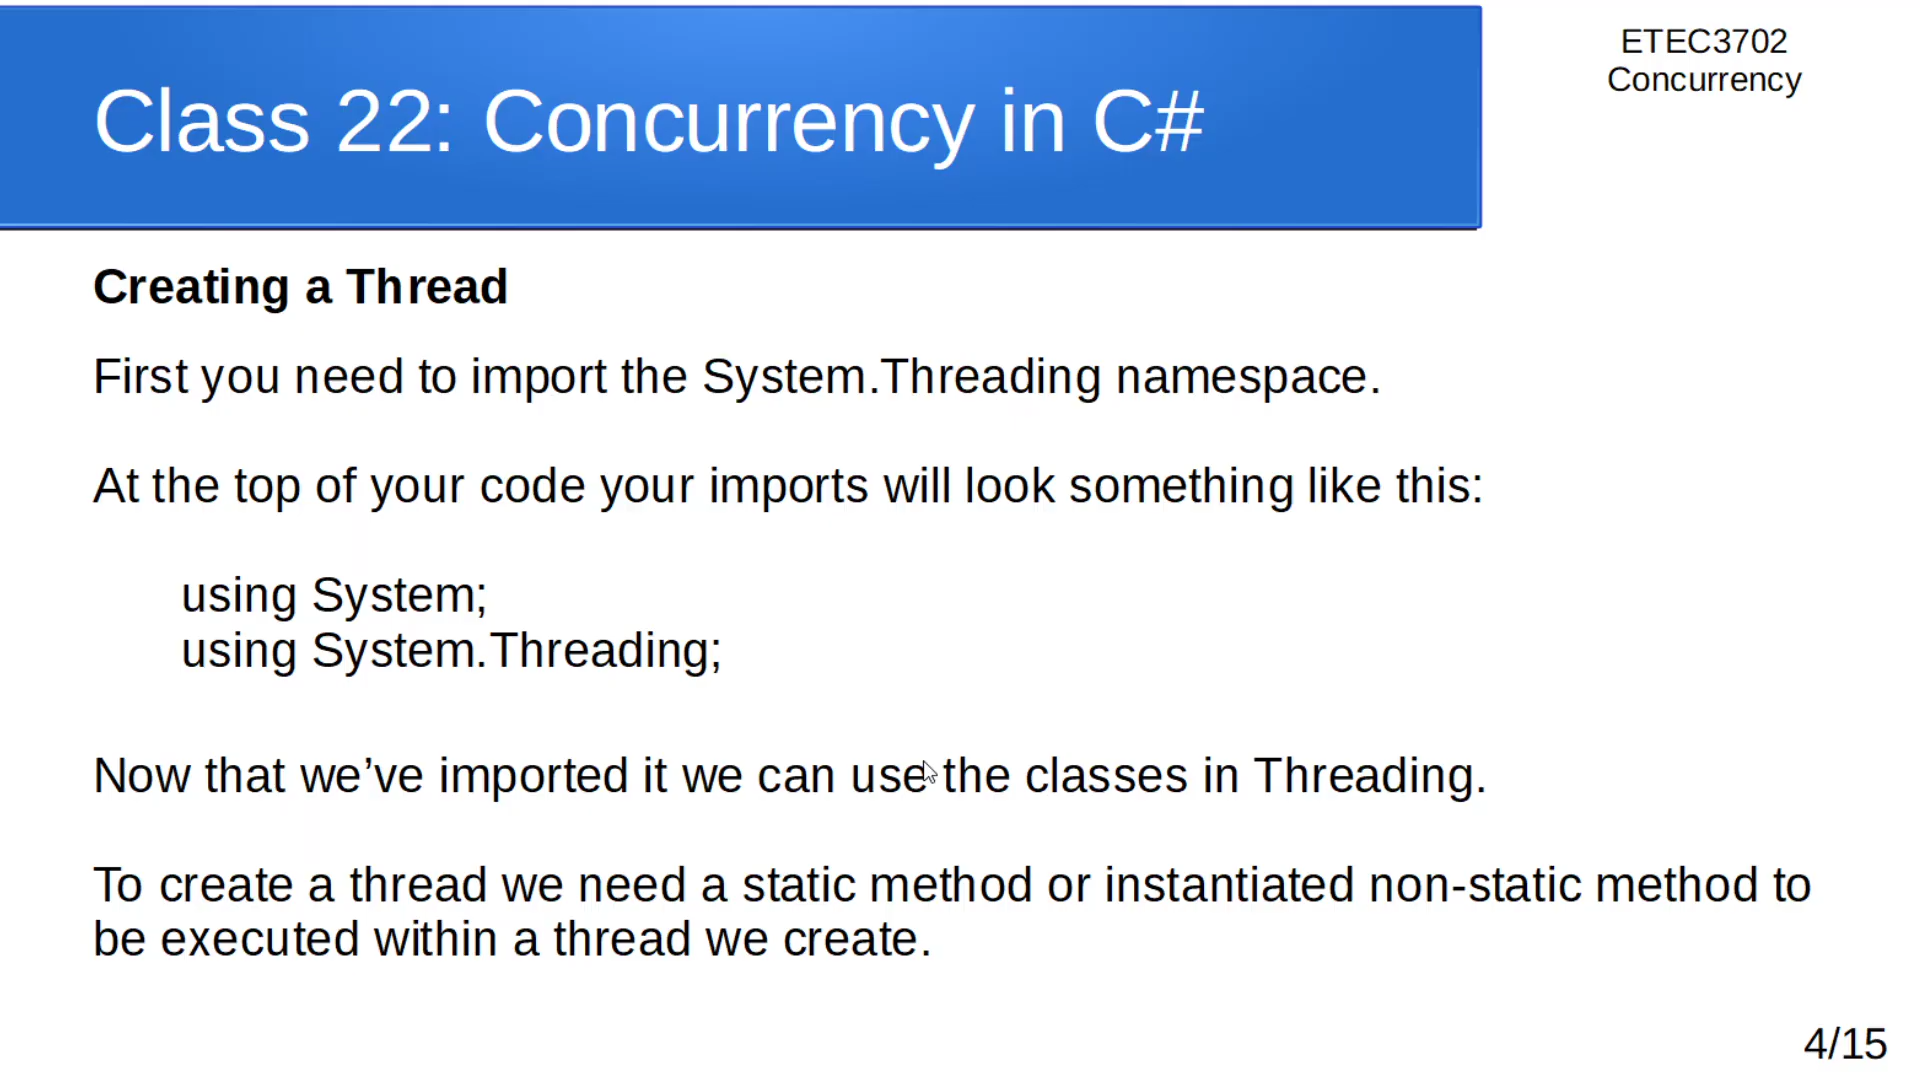 Class 22: Concurrency in C#
ETEC3702
Concurrency
Creating a Thread
First you need to import the System.Threading namespace.
At the top of your code your imports will look something like this:
using System;
using System.Threading;
Now that we’ve imported it we can use the classes in Threading.
To create a thread we need a static method or instantiated non-static method to
be executed within a thread we create.
4/15